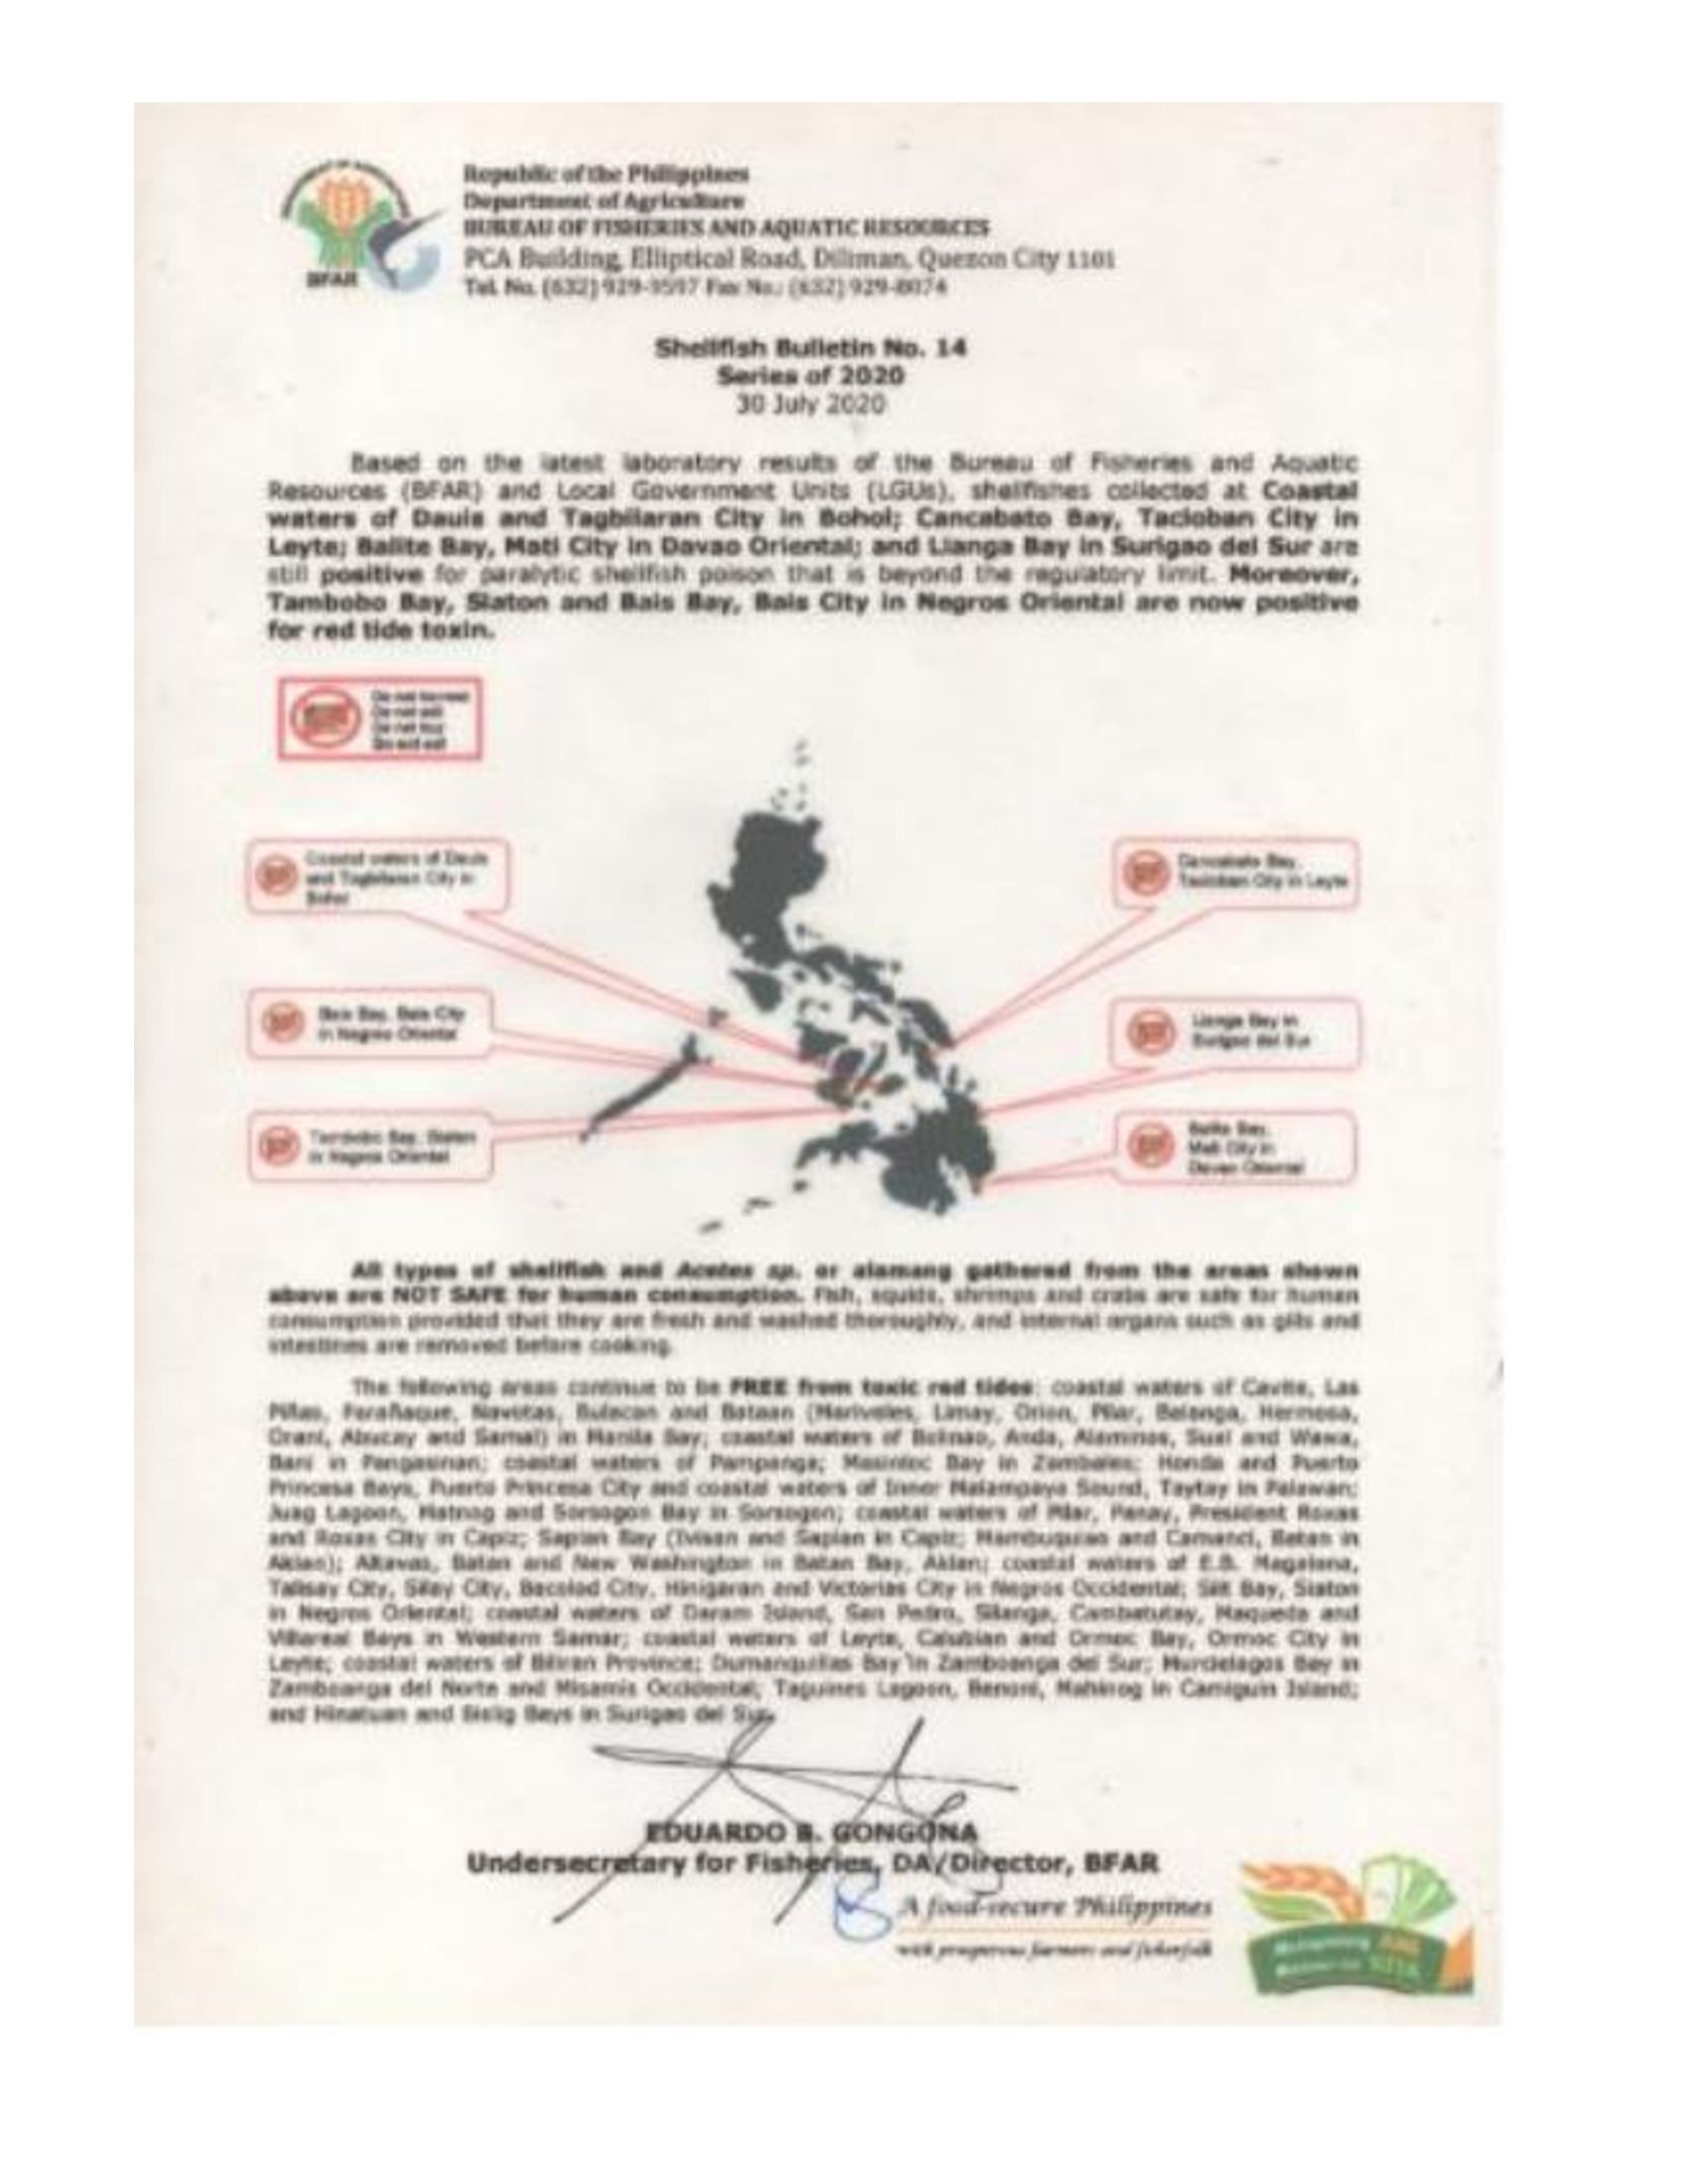 Republic of the Philippines
Department of Agriculture
BUREAU OF FISHERIES AND AQUATIC RESOURCES
PCA Building, Elliptical Road, Diliman, Quezon City 1101
Tel. No. (632) 929-9597 Fax No.: (632) 929-8074
BFAR
Shellfish Bulletin No. 14
Series of 2020
30 July 2020
Based on the latest laboratory results of the Bureau of Fisheries and Aquatic
Resources (BFAR) and Local Government Units (LGUs), shellfishes collected at Coastal
waters of Dauis and Tagbilaran City in Bohol; Cancabato Bay, Tacloban City in
Leyte; Balite Bay, Mati City in Davao Oriental; and Lianga Bay in Surigao del Sur are
still positive for paralytic shellfish poison that is beyond the regulatory limit. Moreover,
Tambobo Bay, Siaton and Bais Bay, Bais City in Negros Oriental are now positive
for red tide toxin.
Do not harvest
Do not sell
Do not buy
Do not eat
Coastal waters of Dauis
and Tagbilaran City in
Bohol
Cancabato Bay,
Tacloban City in Leyte
Bais Bay, Bais City
in Negros Oriental
Lianga Bay in
Surigao del Sur
Tambobo Bay, Siaton
in Negros Oriental
Balite Bay,
Mati City in
Davao Oriental
All types of shellfish and Acetes sp. or alamang gathered from the areas shown
above are NOT SAFE for human consumption. Fish, squids, shrimps and crabs are safe for human
consumption provided that they are fresh and washed thoroughly, and internal organs such as gills and
intestines are removed before cooking.
The following areas continue to be FREE from toxic red tides: coastal waters of Cavite, Las
Piñas, Parañaque, Navotas, Bulacan and Bataan (Mariveles, Limay, Orion, Pilar, Balanga, Hermosa,
Orani, Abucay and Samal) in Manila Bay; coastal waters of Bolinao, Anda, Alaminos, Sual and Wawa,
Bani in Pangasinan; coastal waters of Pampanga; Masinloc Bay in Zambales; Honda and Puerto
Princesa Bays, Puerto Princesa City and coastal waters of Inner Malampaya Sound, Taytay in Palawan;
Juag Lagoon, Matnog and Sorsogon Bay in Sorsogon; coastal waters of Pilar, Panay, President Roxas
and Roxas City in Capiz; Sapian Bay (Ivisan and Sapian in Capiz; Mambuquiao and Camanci, Batan in
Aklan); Altavas, Batan and New Washington in Batan Bay, Aklan; coastal waters of E.B. Magalona,
Talisay City, Silay City, Bacolod City, Hinigaran and Victorias City in Negros Occidental; Siit Bay, Siaton
in Negros Oriental; coastal waters of Daram Island, San Pedro, Silanga, Cambatutay, Maqueda and
Villareal Bays in Western Samar; coastal waters of Leyte, Calubian and Ormoc Bay, Ormoc City in
Leyte; coastal waters of Biliran Province; Dumanquillas Bay in Zamboanga del Sur; Murcielagos Bay in
Zamboanga del Norte and Misamis Occidental; Taguines Lagoon, Benoni, Mahinog in Camiguin Island;
and Hinatuan and Bislig Bays in Surigao del Sur.
EDUARDO B. GONGONA
Undersecretary for Fisheries, DA/Director, BFAR
A food-secure Philippines
with prosperous farmers and fisherfolk